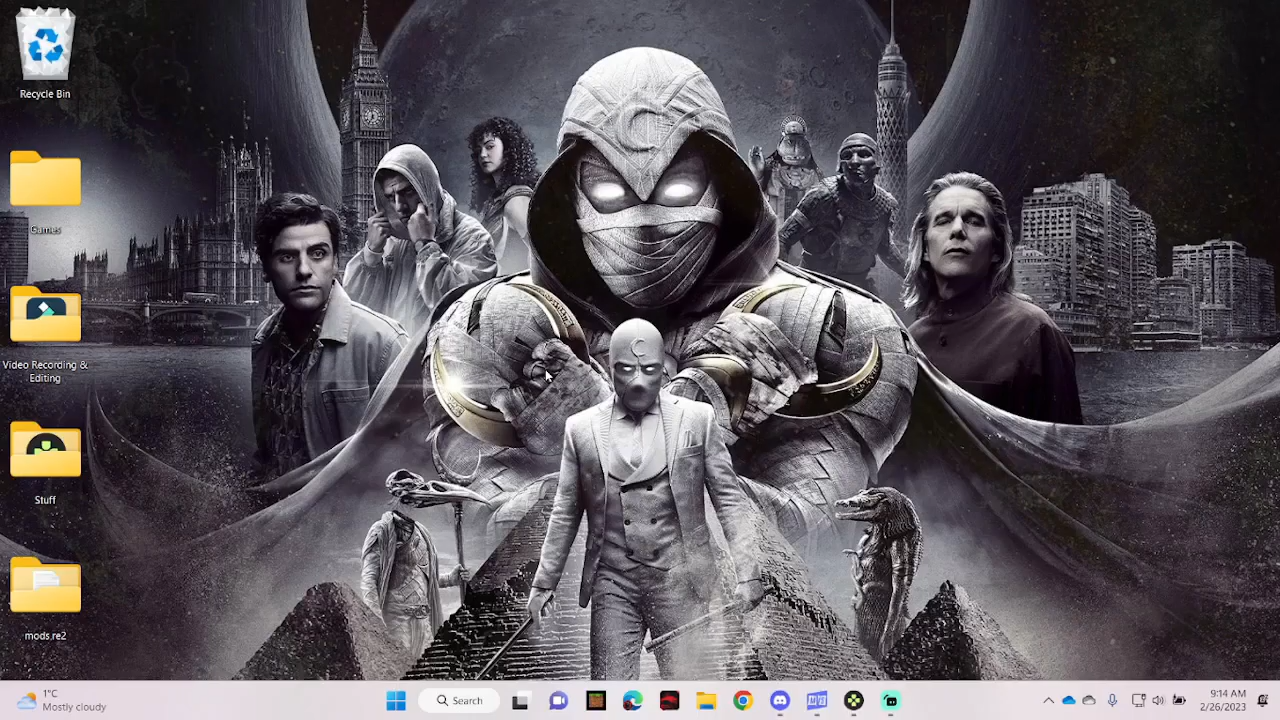 Recycle Bin
Games
Video Recording &
Editing
Stuff
mods.re2
1°C
Mostly cloudy
Search
9:14 AM
2/26/2023